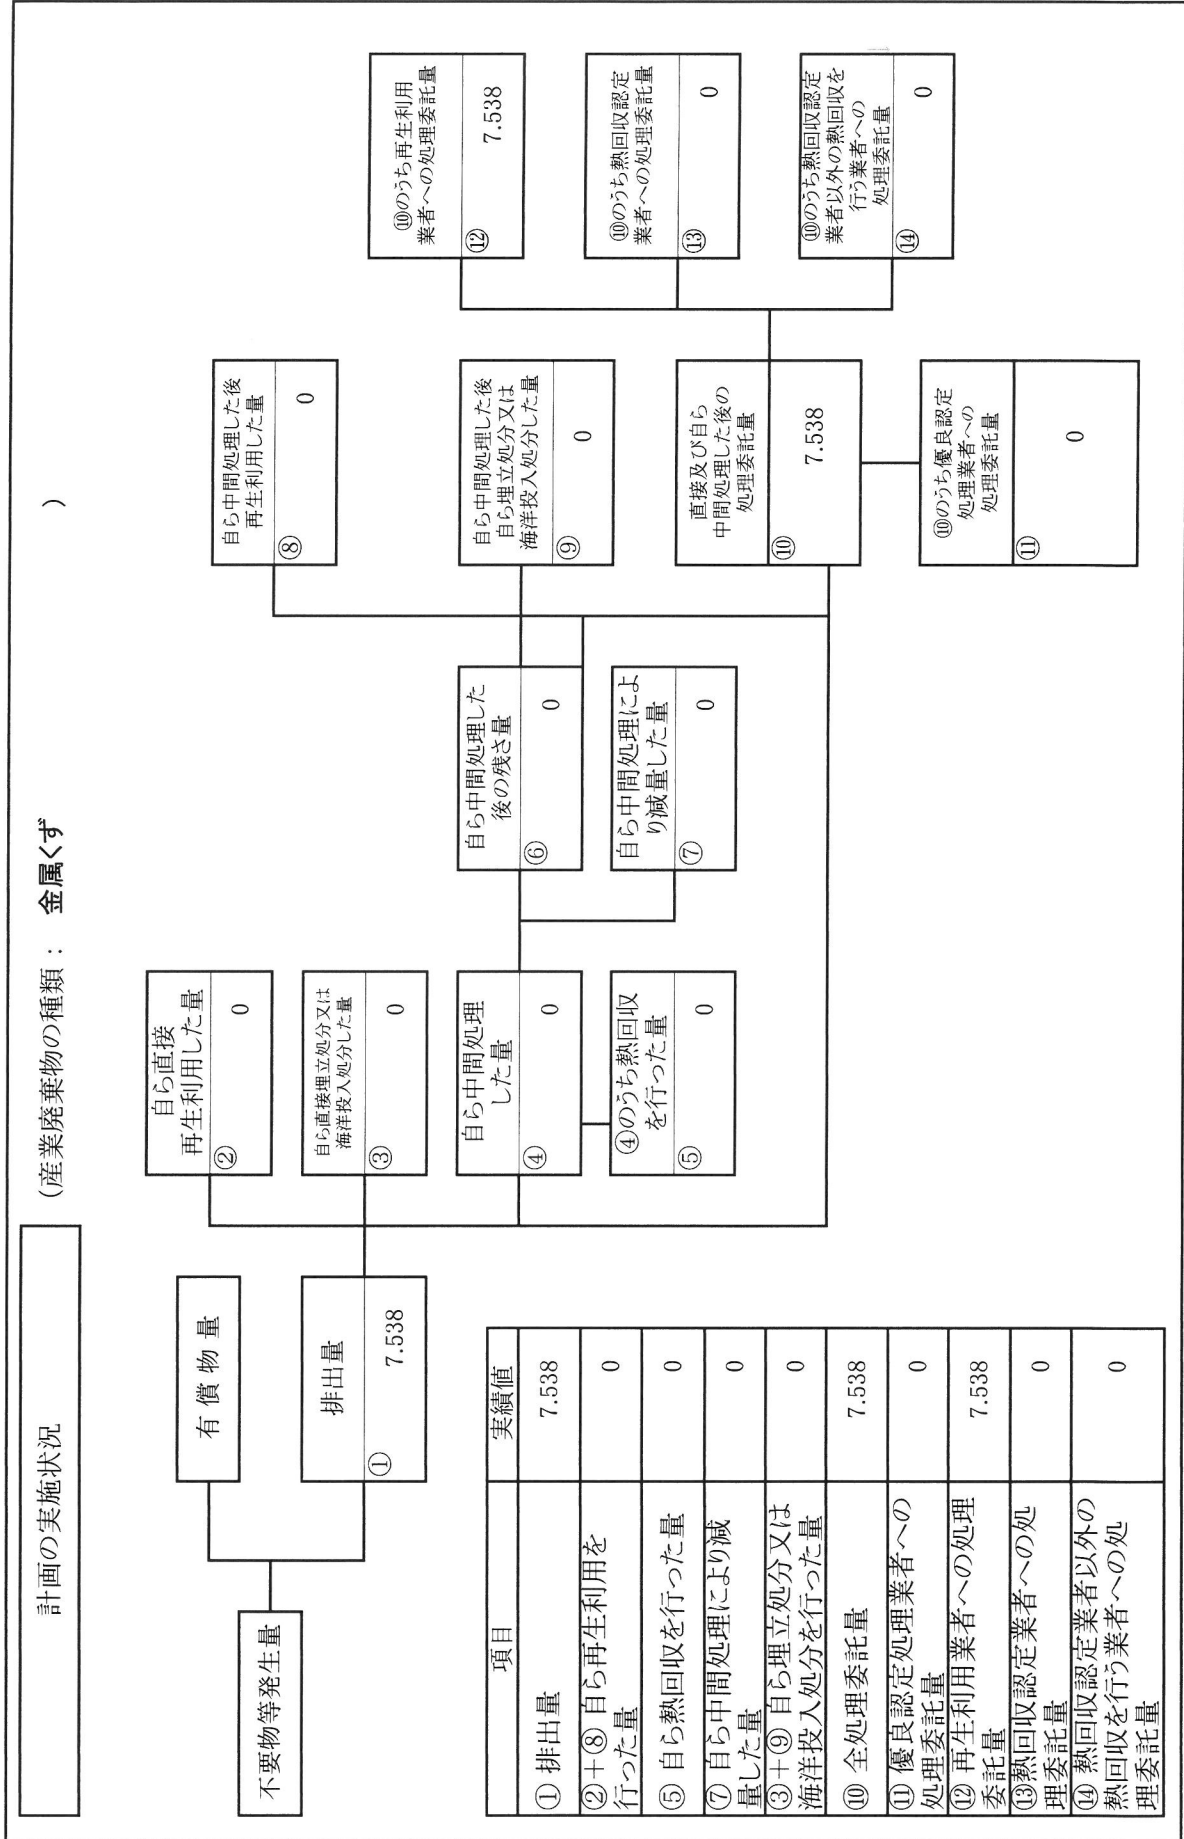 計画の実施状況
(産業廃棄物の種類: 金属くず
)
不要物等発生量
有償物量
排出量
① 7.538
自ら直接
再生利用した量
② 0
自ら直接埋立処分又は
海洋投入処分した量
③ 0
自ら中間処理
した量
④ 0
④のうち熱回収
を行った量
⑤ 0
自ら中間処理した
後の残さ量
⑥ 0
自ら中間処理によ
り減量した量
⑦ 0
自ら中間処理した後
再生利用した量
⑧ 0
自ら中間処理した後
自ら埋立処分又は
海洋投入処分した量
⑨ 0
直接及び自ら
中間処理した後の
処理委託量
⑩ 7.538
⑩のうち優良認定
処理業者への
処理委託量
⑪ 0
⑩のうち再生利用
業者への処理委託量
⑫ 7.538
⑩のうち熱回収認定
業者への処理委託量
⑬ 0
⑩のうち熱回収認定
業者以外の熱回収を
行う業者への
処理委託量
⑭ 0
項目 実績値
① 排出量 7.538
②+⑧ 自ら再生利用を
行った量 0
⑤ 自ら熱回収を行った量 0
⑦ 自ら中間処理により減
量した量 0
③+⑨ 自ら埋立処分又は
海洋投入処分を行った量 0
⑩ 全処理委託量 7.538
⑪ 優良認定処理業者への
処理委託量 0
⑫ 再生利用業者への処理
委託量 7.538
⑬熱回収認定業者への処
理委託量 0
⑭ 熱回収認定業者以外の
熱回収を行う業者への処
理委託量 0